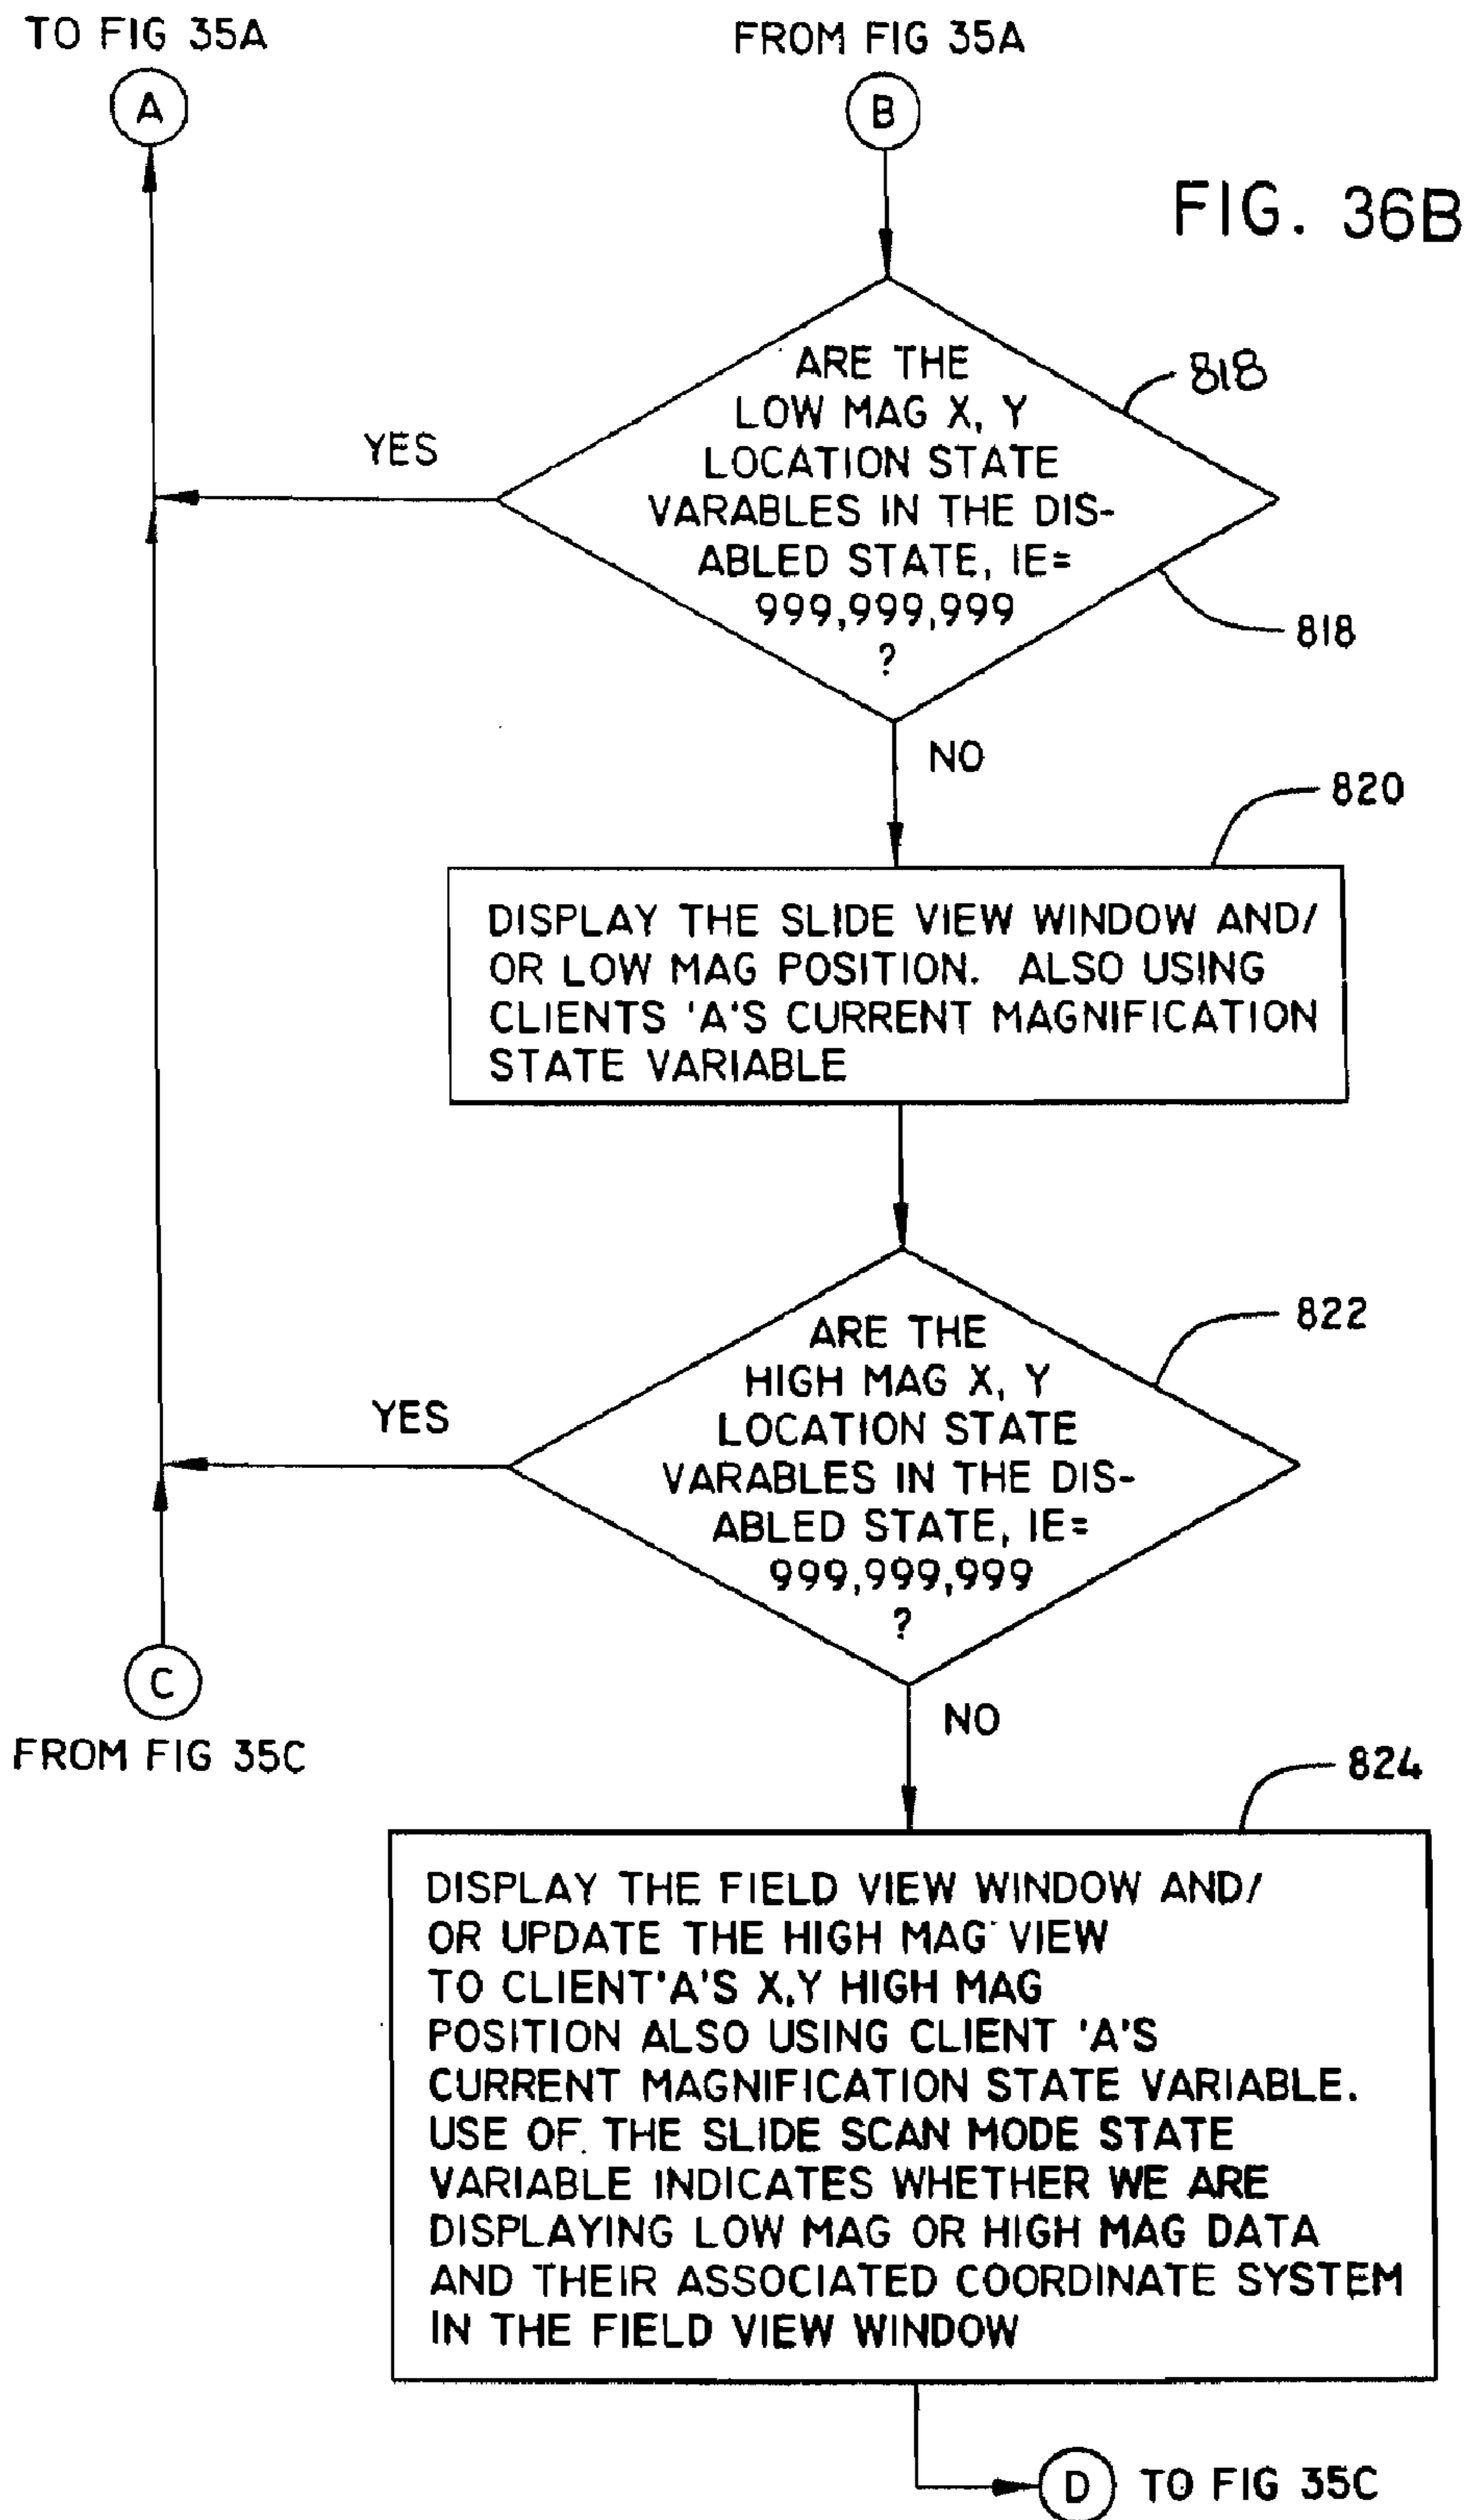 TO FIG 35A
FROM FIG 35A
A
B
FIG. 36B
ARE THE
LOW MAG X, Y
LOCATION STATE
VARABLES IN THE DIS-
ABLED STATE, IE=
999,999,999
?
818
818
YES
NO
820
DISPLAY THE SLIDE VIEW WINDOW AND/
OR LOW MAG POSITION. ALSO USING
CLIENTS 'A'S CURRENT MAGNIFICATION
STATE VARIABLE
822
ARE THE
HIGH MAG X, Y
LOCATION STATE
VARABLES IN THE DIS-
ABLED STATE, IE=
999,999,999
?
YES
C
FROM FIG 35C
NO
824
DISPLAY THE FIELD VIEW WINDOW AND/
OR UPDATE THE HIGH MAG VIEW
TO CLIENT'A'S X,Y HIGH MAG
POSITION ALSO USING CLIENT 'A'S
CURRENT MAGNIFICATION STATE VARIABLE.
USE OF THE SLIDE SCAN MODE STATE
VARIABLE INDICATES WHETHER WE ARE
DISPLAYING LOW MAG OR HIGH MAG DATA
AND THEIR ASSOCIATED COORDINATE SYSTEM
IN THE FIELD VIEW WINDOW
D
TO FIG 35C